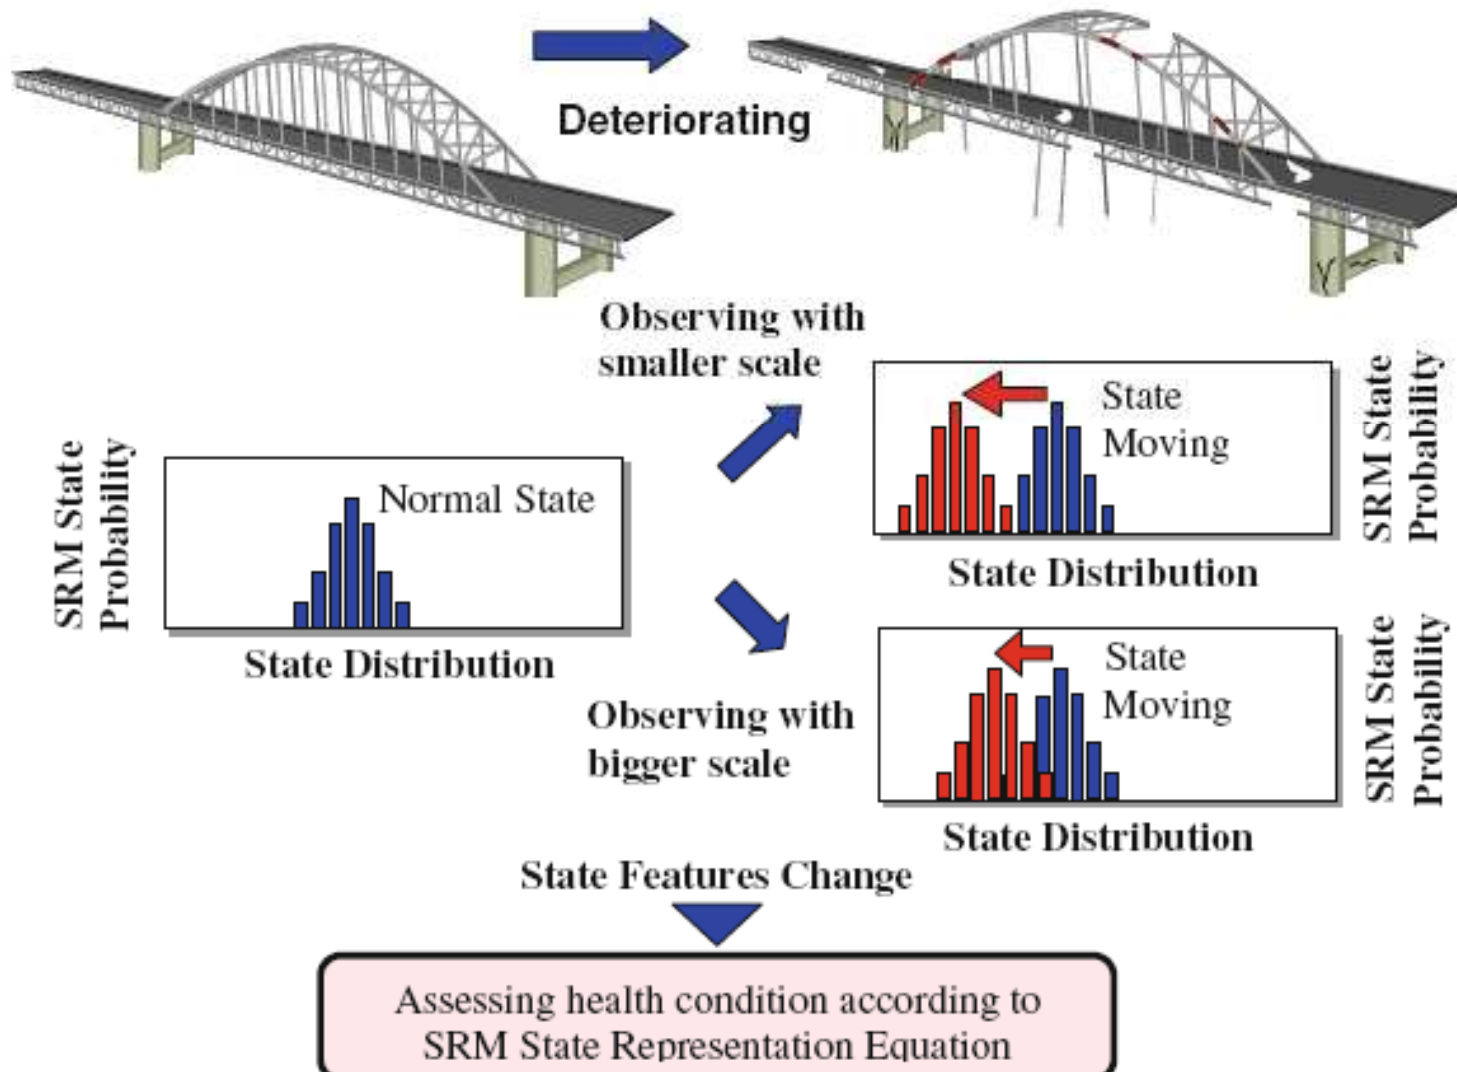 Deteriorating
Observing with
smaller scale
SRM State
Probability
Normal State
State Distribution
State
Moving
SRM State
Probability
State Distribution
Observing with
bigger scale
State
Moving
SRM State
Probability
State Distribution
State Features Change
Assessing health condition according to
SRM State Representation Equation